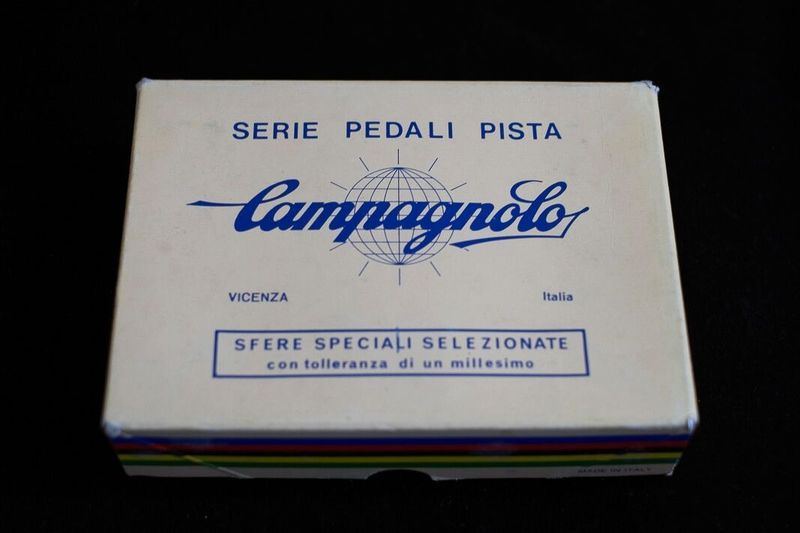 SERIE PEDALI PISTA
Campagnolo
VICENZA Italia
SFERE SPECIALI SELEZIONATE
con tolleranza di un millesimo
MADE IN ITALY